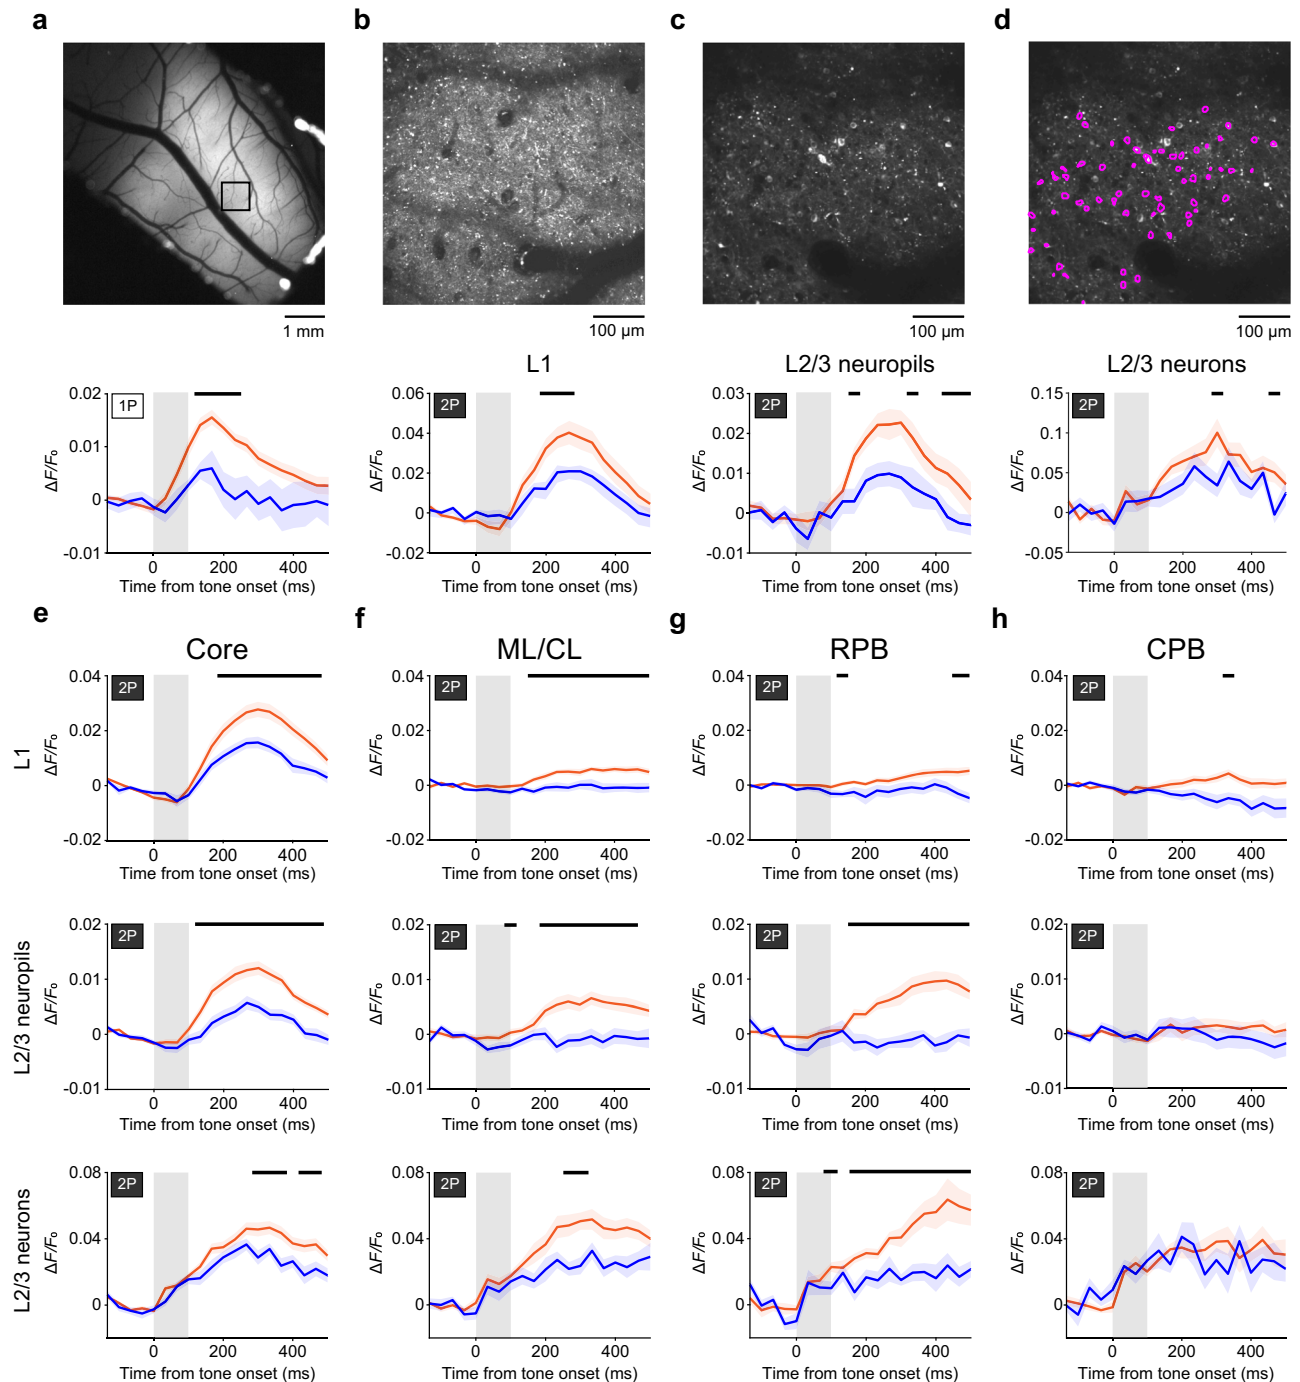 a
b
c
d
1 mm
100 µm
100 µm
100 µm
L1
L2/3 neuropils
L2/3 neurons
0.02
0.01
0
-0.01
ΔF/F₀
1P
0 200 400
Time from tone onset (ms)
0.06
0.04
0.02
0
-0.02
ΔF/F₀
2P
0 200 400
Time from tone onset (ms)
0.03
0.02
0.01
0
-0.01
ΔF/F₀
2P
0 200 400
Time from tone onset (ms)
0.15
0.1
0.05
0
-0.05
ΔF/F₀
2P
0 200 400
Time from tone onset (ms)
e
f
g
h
Core
ML/CL
RPB
CPB
L1
0.04
0.02
0
-0.02
ΔF/F₀
2P
0 200 400
Time from tone onset (ms)
0.04
0.02
0
-0.02
ΔF/F₀
2P
0 200 400
Time from tone onset (ms)
0.04
0.02
0
-0.02
ΔF/F₀
2P
0 200 400
Time from tone onset (ms)
0.04
0.02
0
-0.02
ΔF/F₀
2P
0 200 400
Time from tone onset (ms)
L2/3 neuropils
0.02
0.01
0
-0.01
ΔF/F₀
2P
0 200 400
Time from tone onset (ms)
0.02
0.01
0
-0.01
ΔF/F₀
2P
0 200 400
Time from tone onset (ms)
0.02
0.01
0
-0.01
ΔF/F₀
2P
0 200 400
Time from tone onset (ms)
0.02
0.01
0
-0.01
ΔF/F₀
2P
0 200 400
Time from tone onset (ms)
L2/3 neurons
0.08
0.04
0
ΔF/F₀
2P
0 200 400
Time from tone onset (ms)
0.08
0.04
0
ΔF/F₀
2P
0 200 400
Time from tone onset (ms)
0.08
0.04
0
ΔF/F₀
2P
0 200 400
Time from tone onset (ms)
0.08
0.04
0
ΔF/F₀
2P
0 200 400
Time from tone onset (ms)